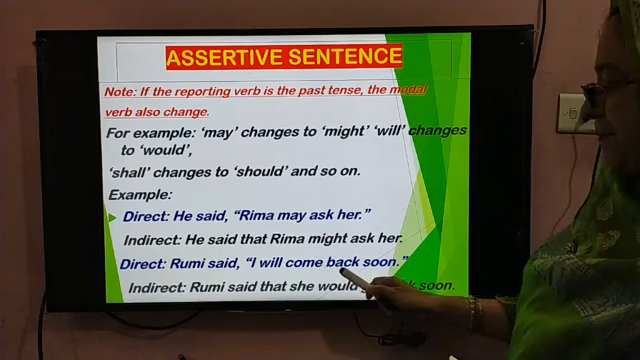 ASSERTIVE SENTENCE
Note: If the reporting verb is the past tense, the modal
verb also change.
For example: ‘may’ changes to ‘might’ ‘will’ changes
to ‘would’,
‘shall’ changes to ‘should’ and so on.
Example:
Direct: He said, “Rima may ask her.”
Indirect: He said that Rima might ask her.
Direct: Rumi said, “I will come back soon.”
Indirect: Rumi said that she would soon.